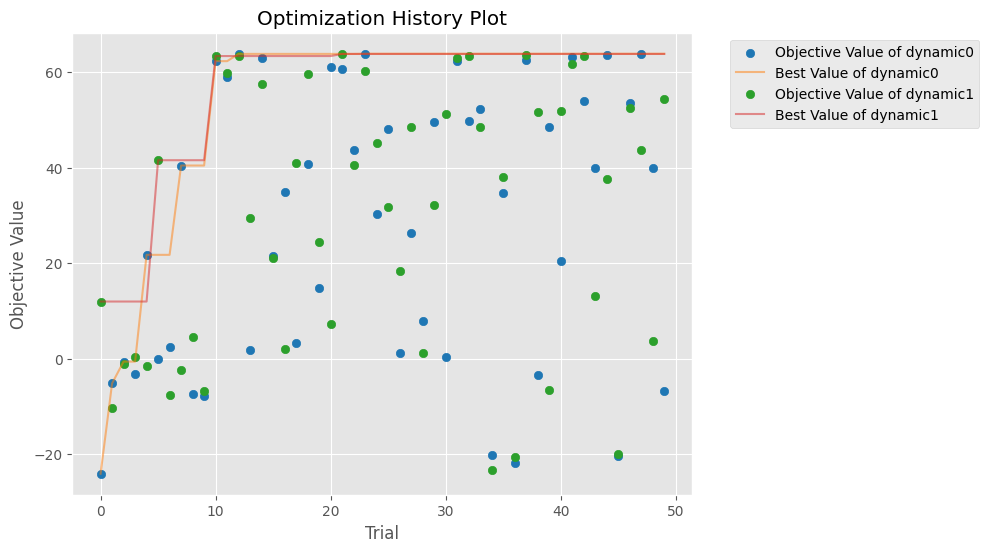 Optimization History Plot
Objective Value of dynamic0
Best Value of dynamic0
Objective Value of dynamic1
Best Value of dynamic1
Objective Value
60
40
20
0
−20
0 10 20 30 40 50
Trial